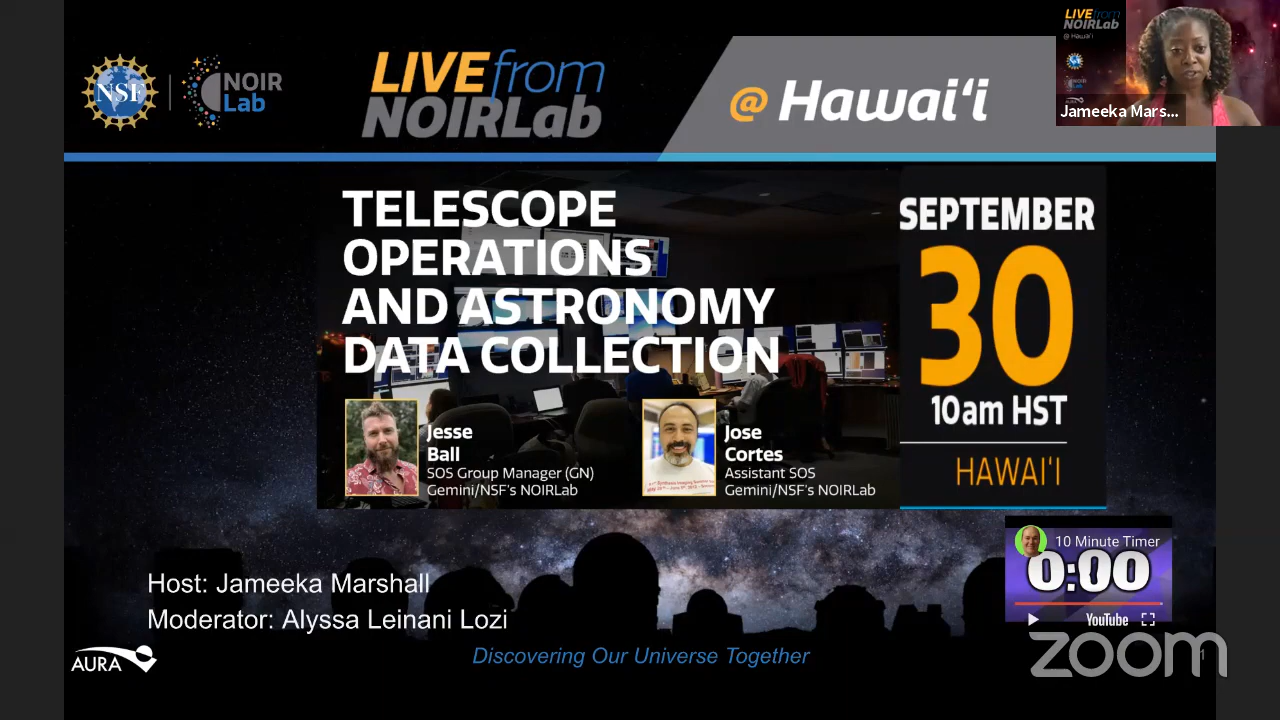 NSF
NOIR
Lab
LIVE from
NOIRLab
@ Hawaiʻi
LIVE from
NOIRLab
@ Hawaiʻi
Jameeka Mars...
TELESCOPE
OPERATIONS
AND ASTRONOMY
DATA COLLECTION
SEPTEMBER
30
10am HST
HAWAIʻI
Jesse
Ball
SOS Group Manager (GN)
Gemini/NSF's NOIRLab
Jose
Cortes
Assistant SOS
Gemini/NSF's NOIRLab
10 Minute Timer
0:00
YouTube
Host: Jameeka Marshall
Moderator: Alyssa Leinani Lozi
AURA
Discovering Our Universe Together
zoom
1